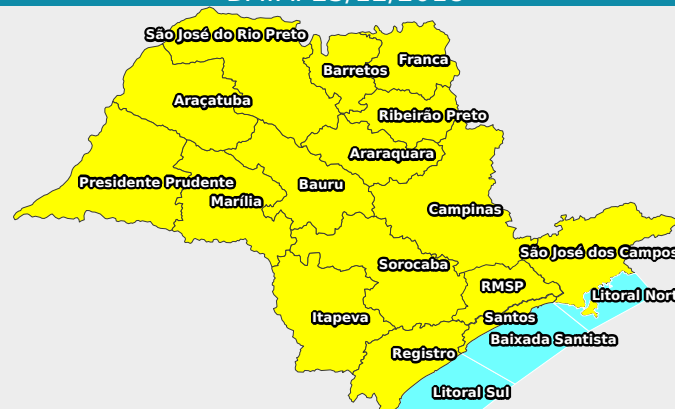 São José do Rio Preto
Franca
Barretos
Araçatuba
Ribeirão Preto
Araraquara
Presidente Prudente
Bauru
Marília
Campinas
São José dos Campos
Sorocaba
RMSP
Litoral Nort
Itapeva
Santos
Baixada Santista
Registro
Litoral Sul